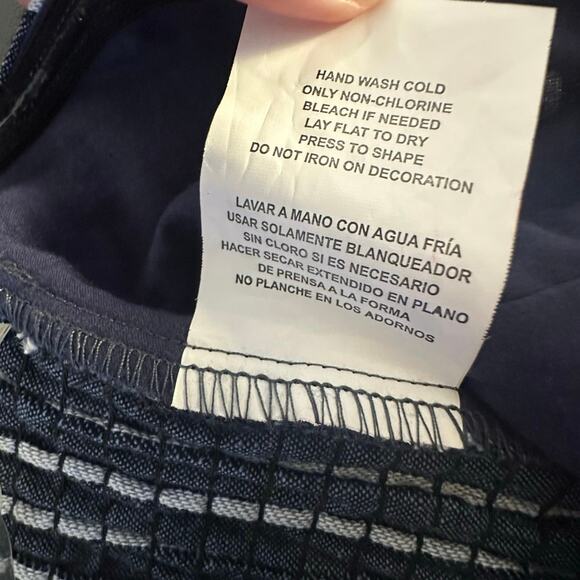 HAND WASH COLD
ONLY NON-CHLORINE
BLEACH IF NEEDED
LAY FLAT TO DRY
PRESS TO SHAPE
DO NOT IRON ON DECORATION
LAVAR A MANO CON AGUA FRÍA
USAR SOLAMENTE BLANQUEADOR
SIN CLORO SI ES NECESARIO
HACER SECAR EXTENDIDO EN PLANO
DE PRENSA A LA FORMA
NO PLANCHE EN LOS ADORNOS